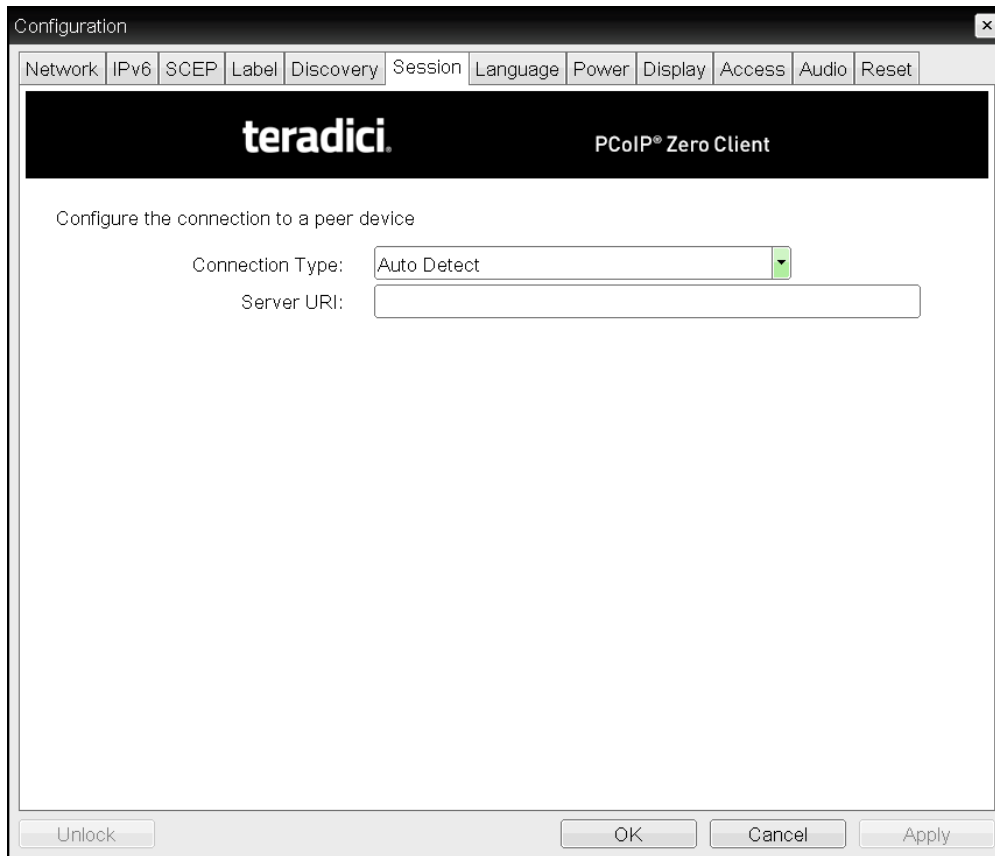 Configuration
Network IPv6 SCEP Label Discovery Session Language Power Display Access Audio Reset
teradici. PCoIP® Zero Client
Configure the connection to a peer device
Connection Type: Auto Detect
Server URI:
Unlock OK Cancel Apply